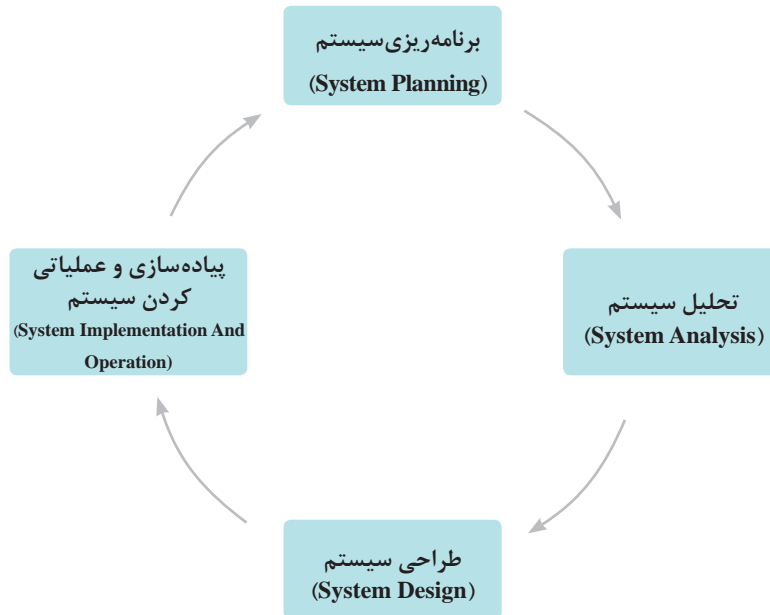 برنامه‌ریزی سیستم
(System Planning)
تحلیل سیستم
(System Analysis)
طراحی سیستم
(System Design)
پیاده‌سازی و عملیاتی
کردن سیستم
(System Implementation And
Operation)